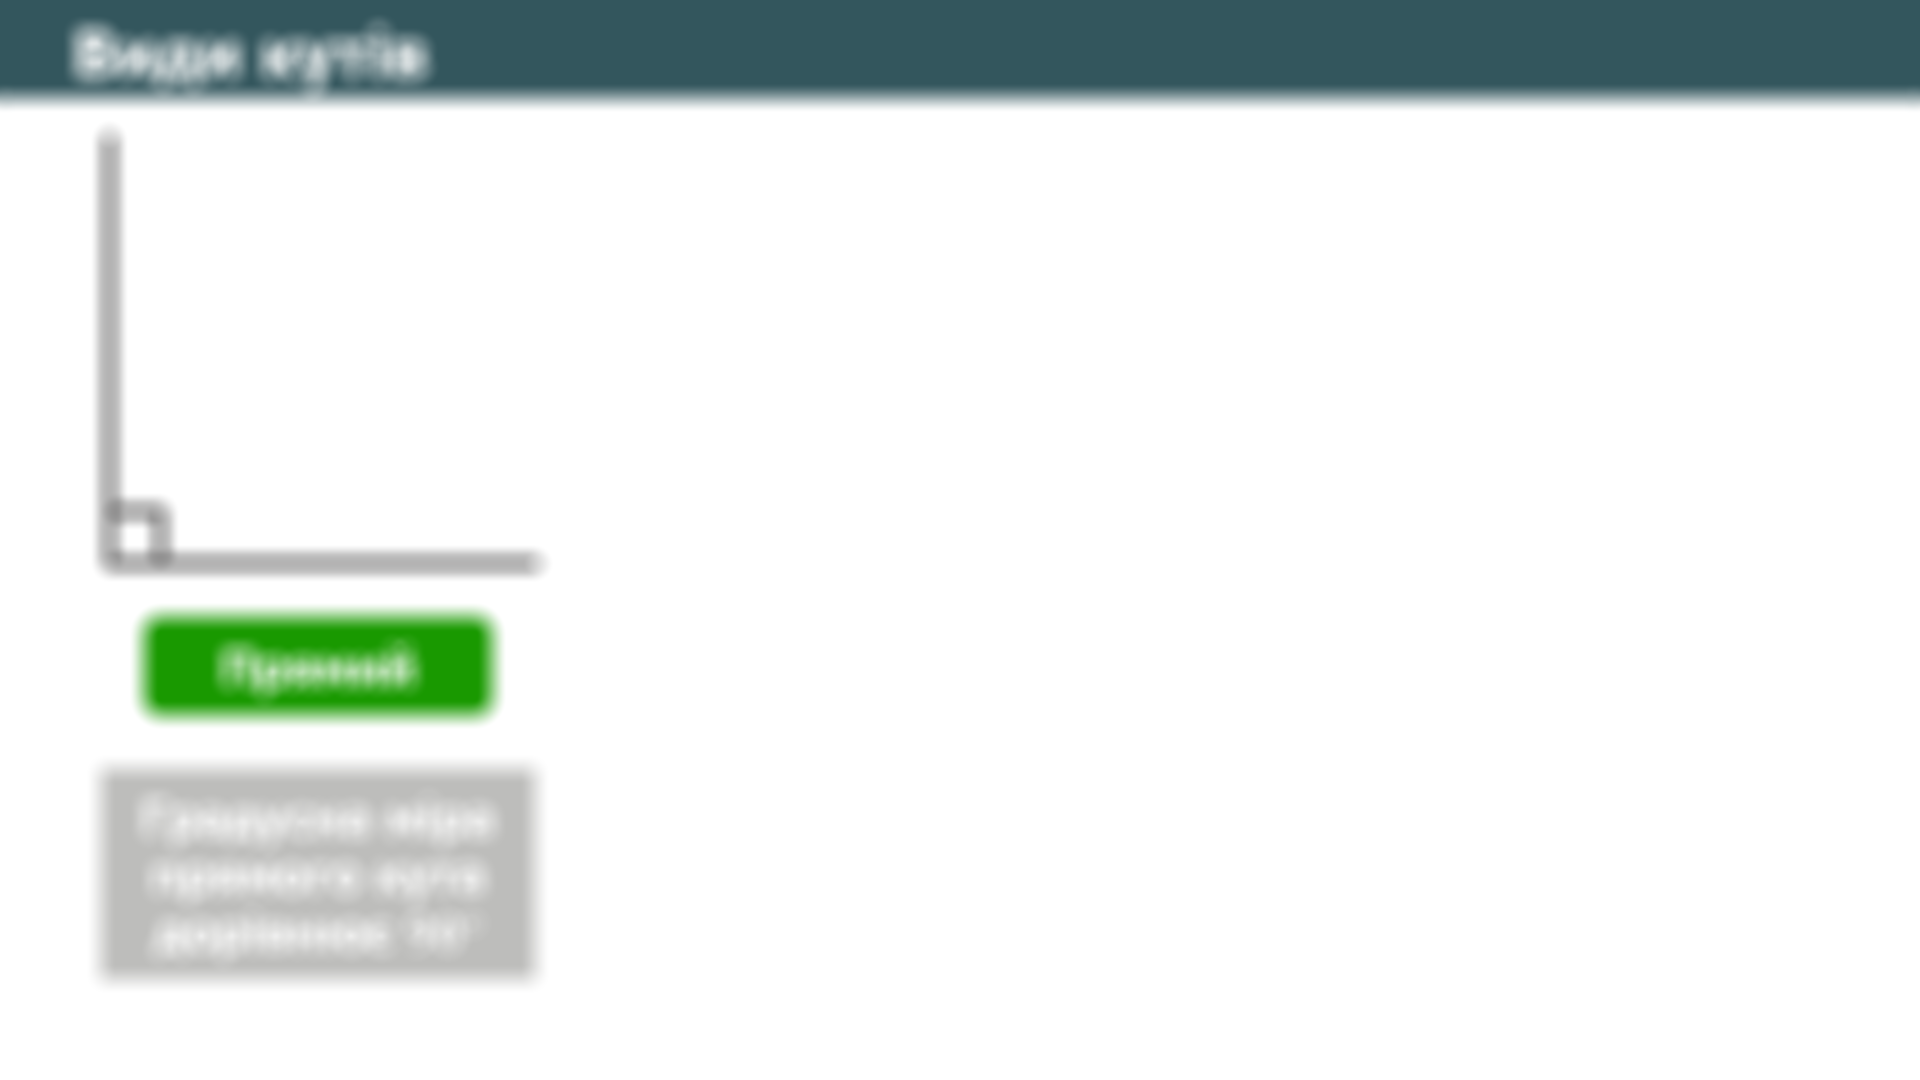 Види кутів
Прямий
Градусна міра
прямого кута
дорівнює 90°